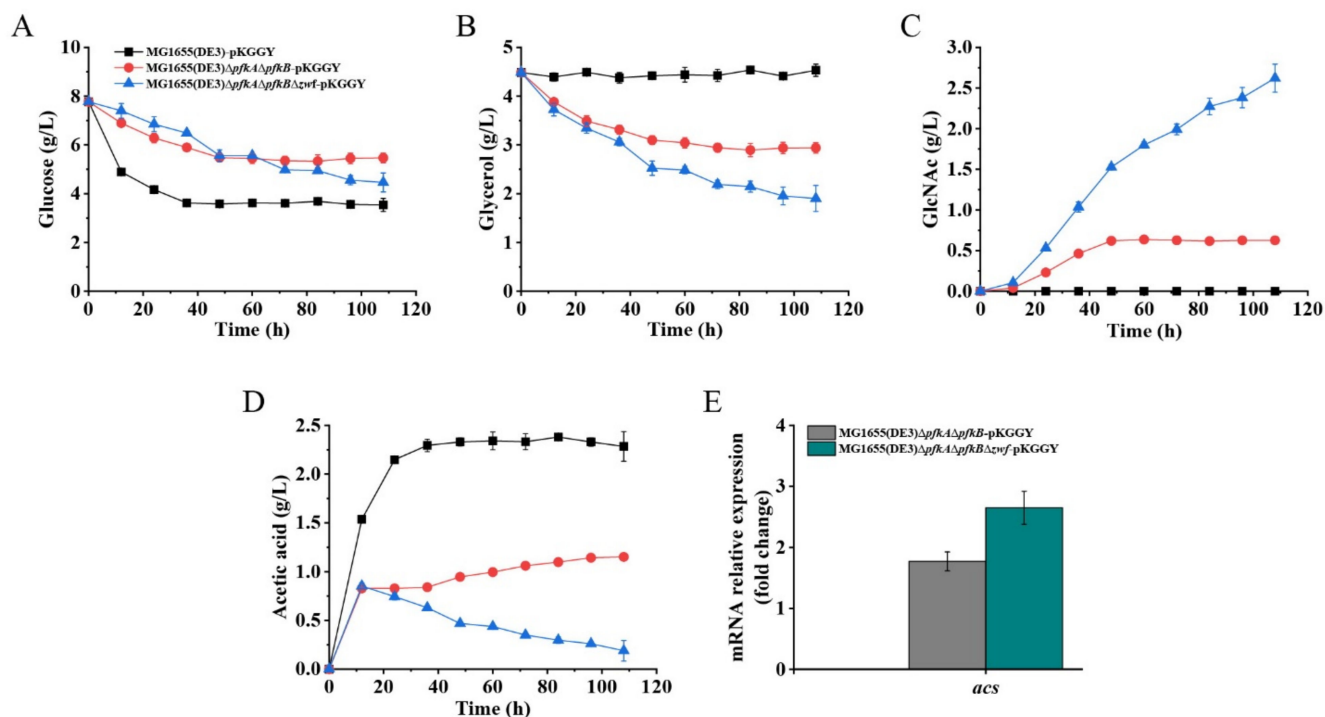 A
Glucose (g/L)
10
8
6
4
2
0
0 20 40 60 80 100 120
Time (h)
MG1655(DE3)-pKGGY
MG1655(DE3)ΔpfkAΔpfkB-pKGGY
MG1655(DE3)ΔpfkAΔpfkBΔzwf-pKGGY
B
Glycerol (g/L)
5
4
3
2
1
0
0 20 40 60 80 100 120
Time (h)
C
GlcNAc (g/L)
3.0
2.5
2.0
1.5
1.0
0.5
0.0
0 20 40 60 80 100 120
Time (h)
D
Acetic acid (g/L)
2.5
2.0
1.5
1.0
0.5
0.0
0 20 40 60 80 100 120
Time (h)
E
mRNA relative expression
(fold change)
4
3
2
1
0
MG1655(DE3)ΔpfkAΔpfkB-pKGGY
MG1655(DE3)ΔpfkAΔpfkBΔzwf-pKGGY
acs